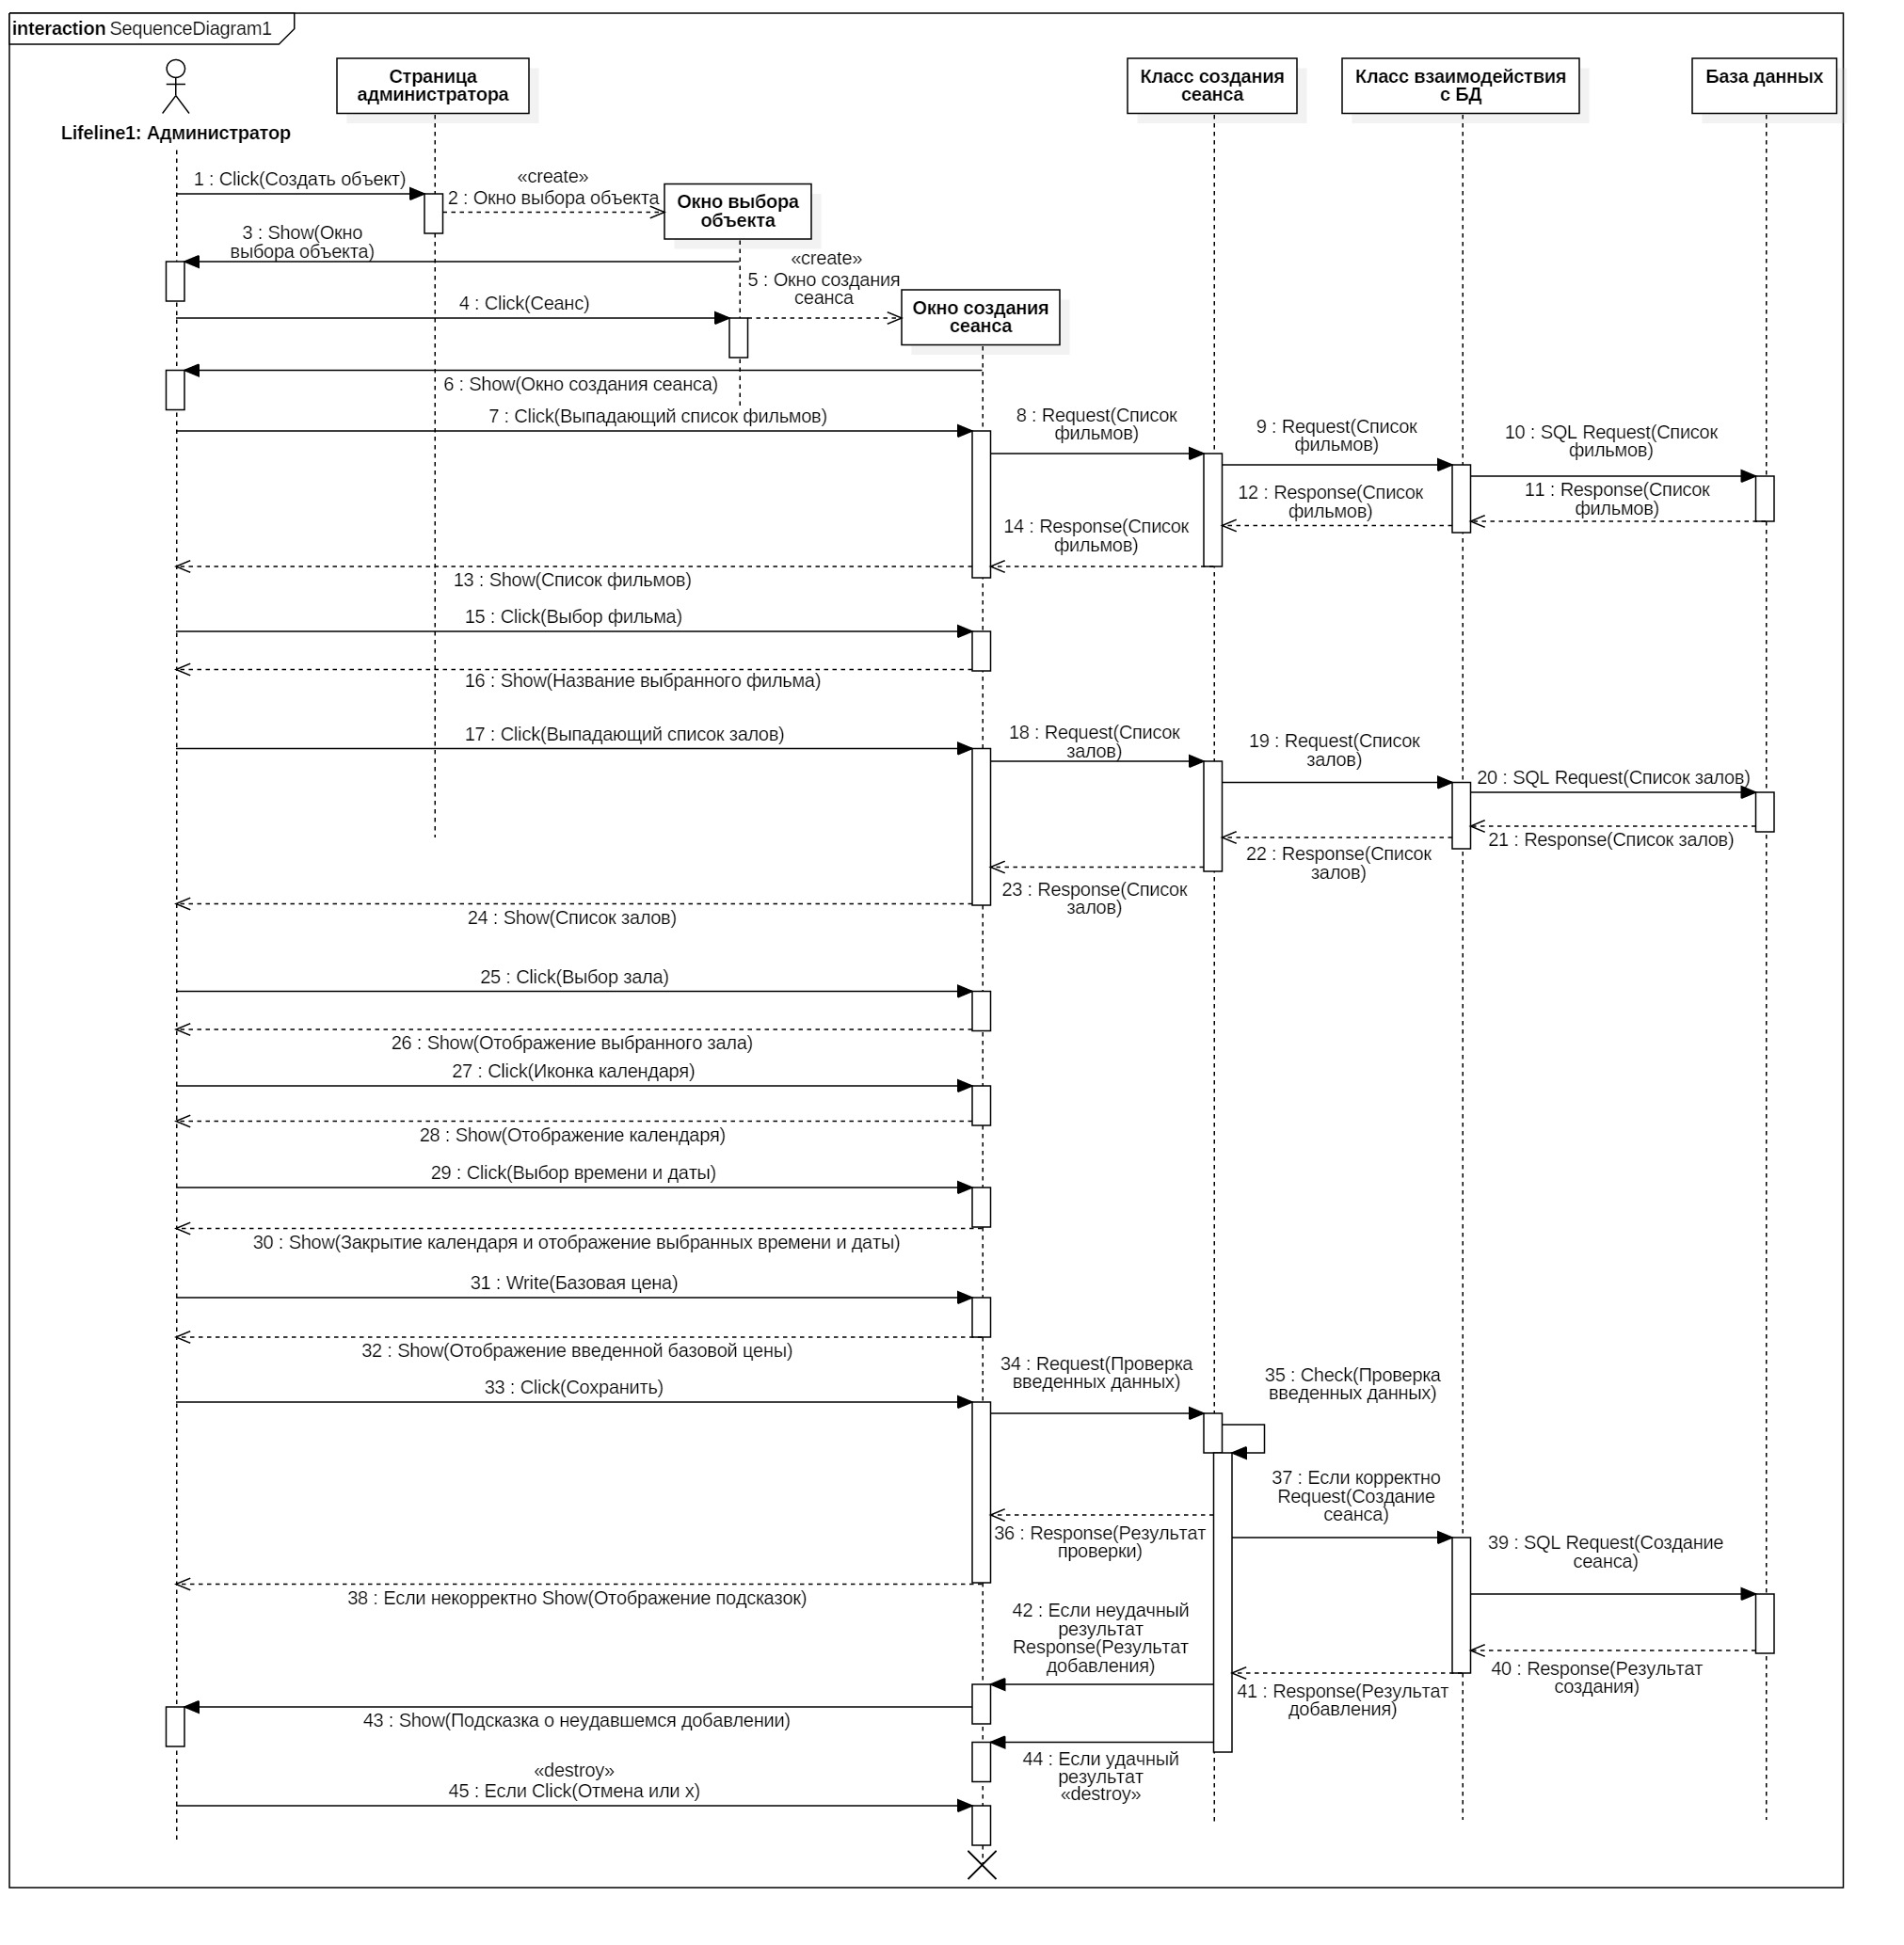 interaction SequenceDiagram1
Lifeline1: Администратор
Страница
администратора
Класс создания
сеанса
Класс взаимодействия
с БД
База данных
1 : Click(Создать объект)
«create»
2 : Окно выбора объекта
Окно выбора
объекта
3 : Show(Окно
выбора объекта)
«create»
5 : Окно создания
сеанса
4 : Click(Сеанс)
Окно создания
сеанса
6 : Show(Окно создания сеанса)
7 : Click(Выпадающий список фильмов)
8 : Request(Список
фильмов)
9 : Request(Список
фильмов)
10 : SQL Request(Список
фильмов)
11 : Response(Список
фильмов)
12 : Response(Список
фильмов)
14 : Response(Список
фильмов)
13 : Show(Список фильмов)
15 : Click(Выбор фильма)
16 : Show(Название выбранного фильма)
17 : Click(Выпадающий список залов)
18 : Request(Список
залов)
19 : Request(Список
залов)
20 : SQL Request(Список залов)
21 : Response(Список залов)
22 : Response(Список
залов)
23 : Response(Список
залов)
24 : Show(Список залов)
25 : Click(Выбор зала)
26 : Show(Отображение выбранного зала)
27 : Click(Иконка календаря)
28 : Show(Отображение календаря)
29 : Click(Выбор времени и даты)
30 : Show(Закрытие календаря и отображение выбранных времени и даты)
31 : Write(Базовая цена)
32 : Show(Отображение введенной базовой цены)
33 : Click(Сохранить)
34 : Request(Проверка
введенных данных)
35 : Check(Проверка
введенных данных)
37 : Если корректно
Request(Создание
сеанса)
36 : Response(Результат
проверки)
39 : SQL Request(Создание
сеанса)
38 : Если некорректно Show(Отображение подсказок)
42 : Если неудачный
результат
Response(Результат
добавления)
40 : Response(Результат
создания)
41 : Response(Результат
добавления)
43 : Show(Подсказка о неудавшемся добавлении)
44 : Если удачный
результат
«destroy»
«destroy»
45 : Если Click(Отмена или x)